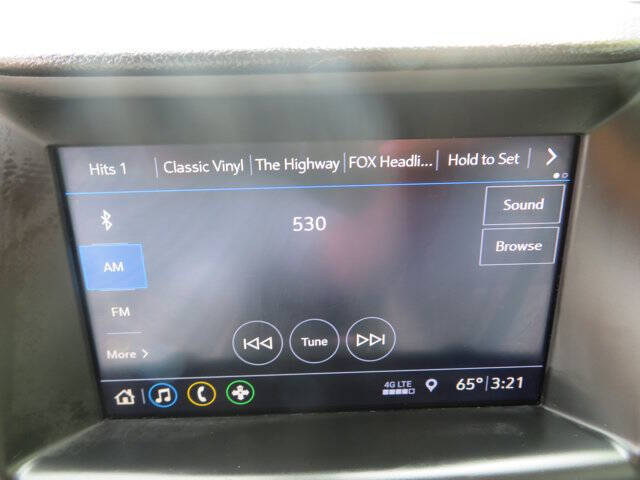 Hits 1 Classic Vinyl The Highway FOX Headli... Hold to Set
Sound
530
Browse
AM
FM
Tune
More
4G LTE
65° 3:21